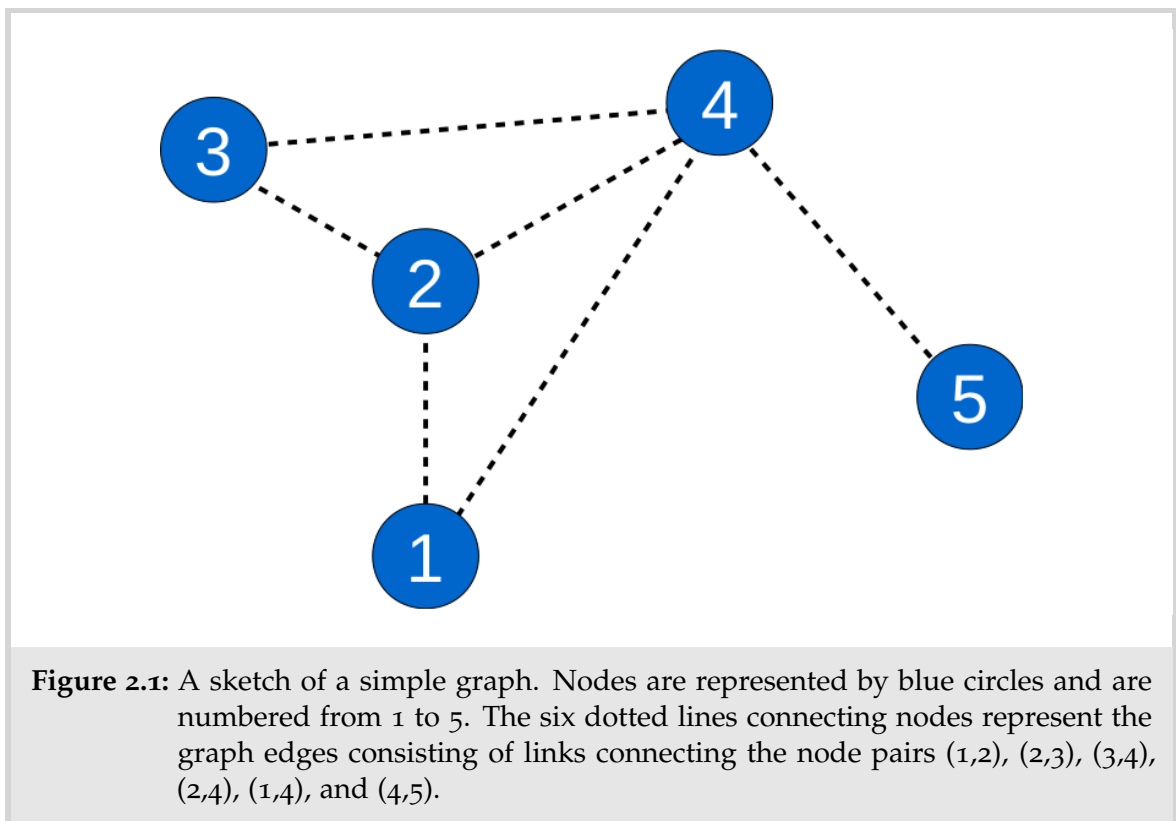 4
3
2
5
1
Figure 2.1: A sketch of a simple graph. Nodes are represented by blue circles and are
numbered from 1 to 5. The six dotted lines connecting nodes represent the
graph edges consisting of links connecting the node pairs (1,2), (2,3), (3,4),
(2,4), (1,4), and (4,5).